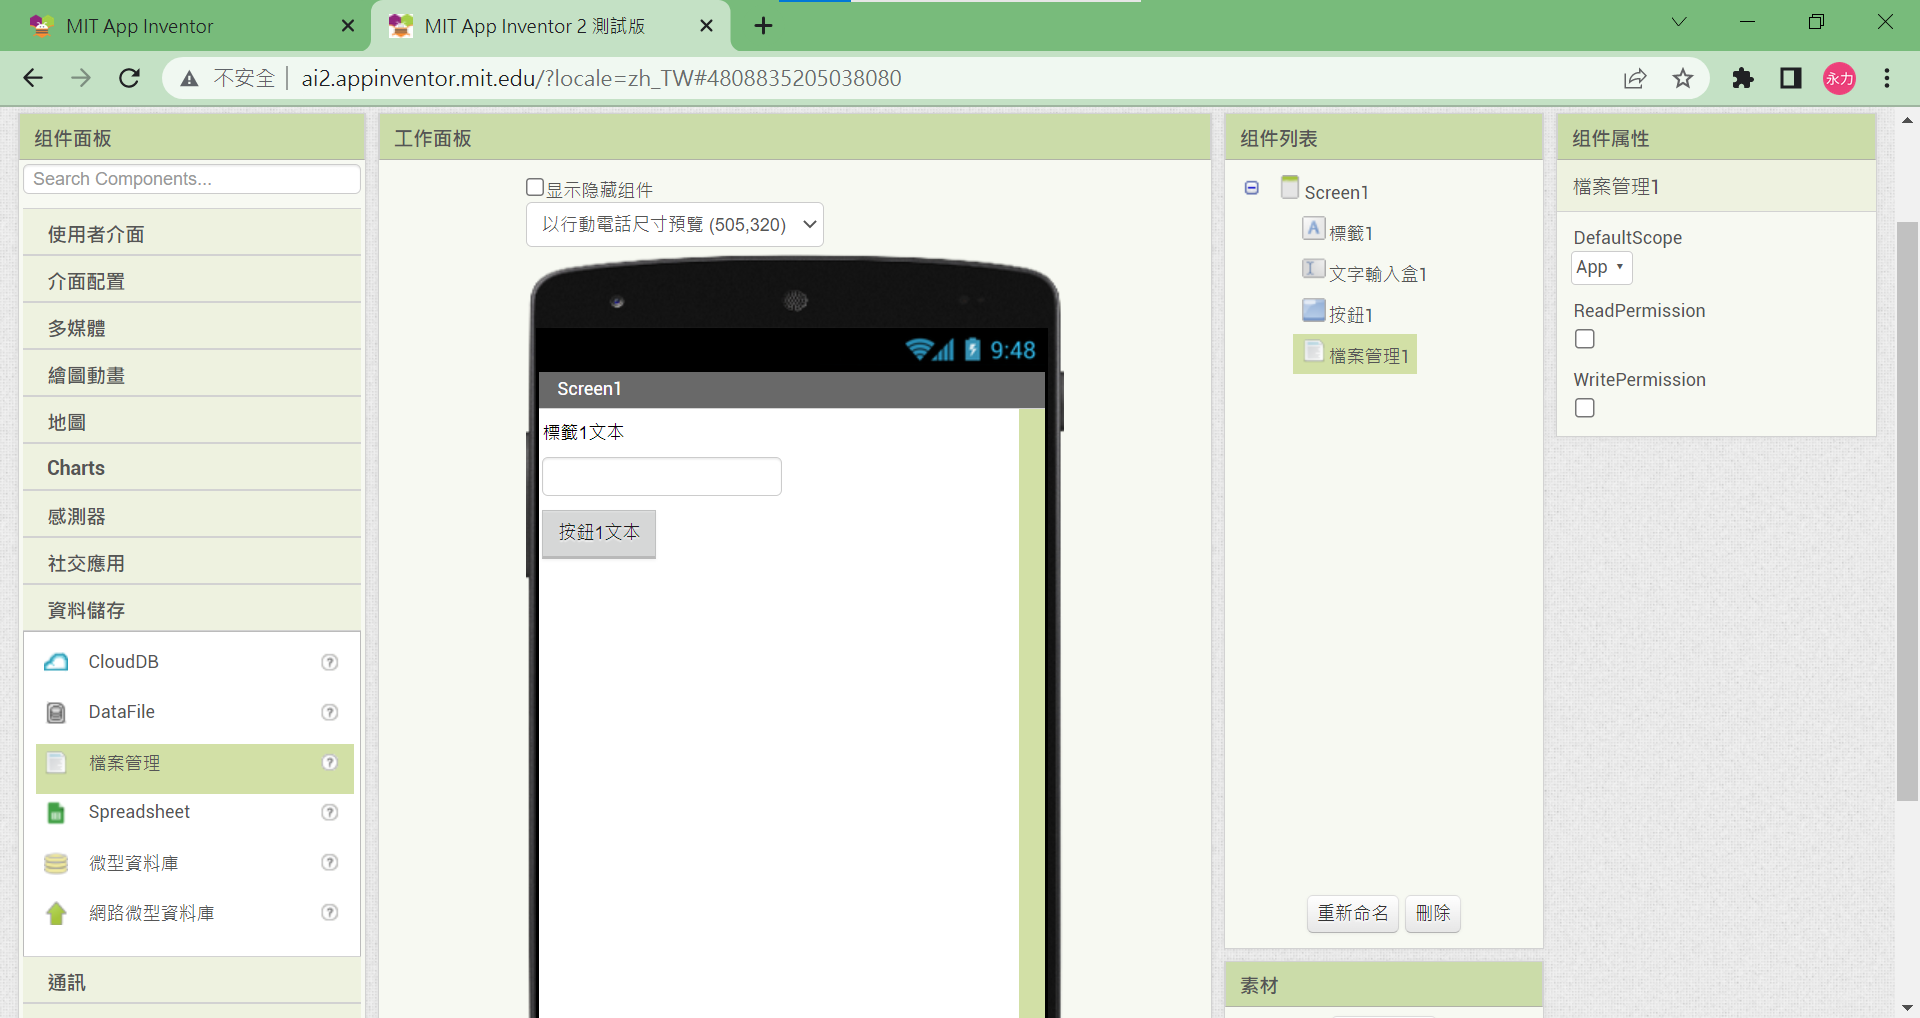 MIT App Inventor
MIT App Inventor 2 測試版
不安全
ai2.appinventor.mit.edu/?locale=zh_TW#4808835205038080
永力
组件面板
Search Components...
使用者介面
介面配置
多媒體
繪圖動畫
地圖
Charts
感測器
社交應用
資料儲存
CloudDB
DataFile
檔案管理
Spreadsheet
微型資料庫
網路微型資料庫
通訊
工作面板
显示隐藏组件
以行動電話尺寸預覽 (505,320)
9:48
Screen1
標籤1文本
按鈕1文本
组件列表
Screen1
標籤1
文字輸入盒1
按鈕1
檔案管理1
重新命名
刪除
素材
组件属性
檔案管理1
DefaultScope
App
ReadPermission
WritePermission